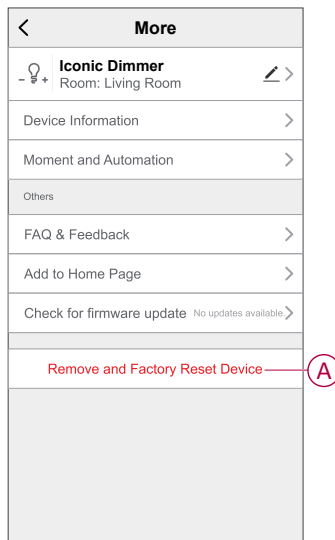 More
Iconic Dimmer
Room: Living Room
Device Information
Moment and Automation
Others
FAQ & Feedback
Add to Home Page
Check for firmware update No updates available.
Remove and Factory Reset Device
A